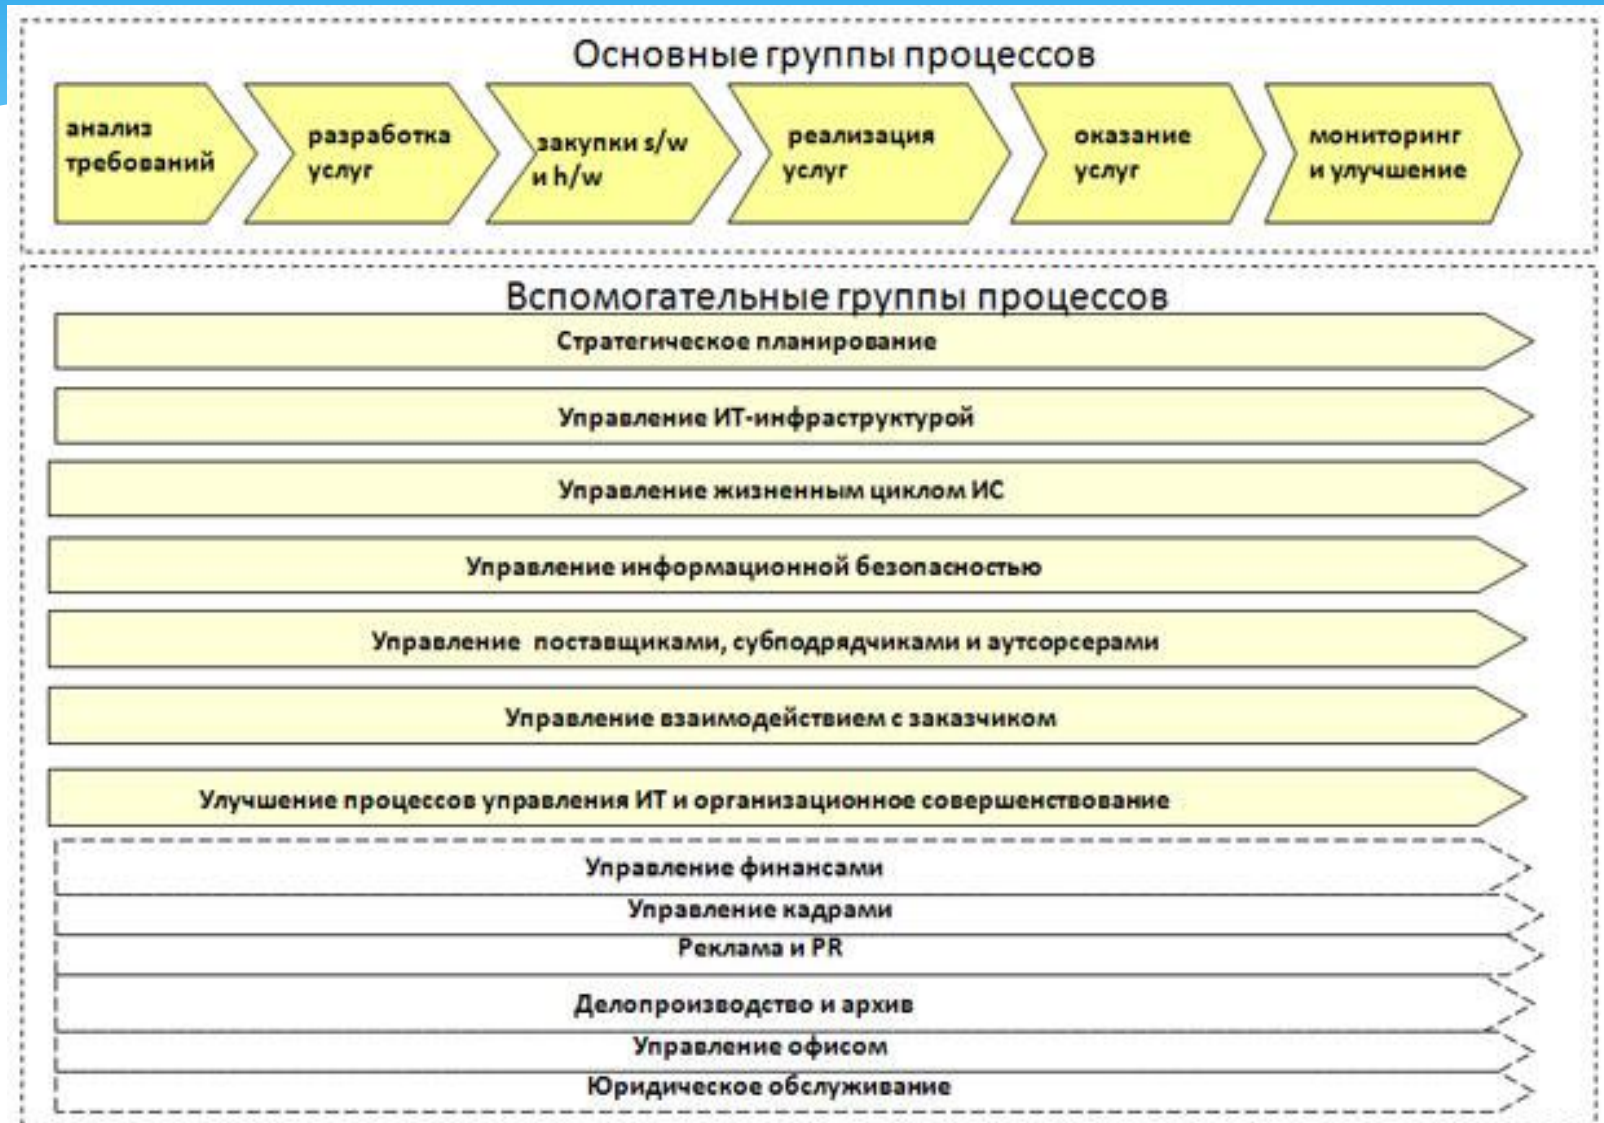 Основные группы процессов
анализ
требований
разработка
услуг
закупки s/w
и h/w
реализация
услуг
оказание
услуг
мониторинг
и улучшение
Вспомогательные группы процессов
Стратегическое планирование
Управление ИТ-инфраструктурой
Управление жизненным циклом ИС
Управление информационной безопасностью
Управление поставщиками, субподрядчиками и аутсорсерами
Управление взаимодействием с заказчиком
Улучшение процессов управления ИТ и организационное совершенствование
Управление финансами
Управление кадрами
Реклама и PR
Делопроизводство и архив
Управление офисом
Юридическое обслуживание